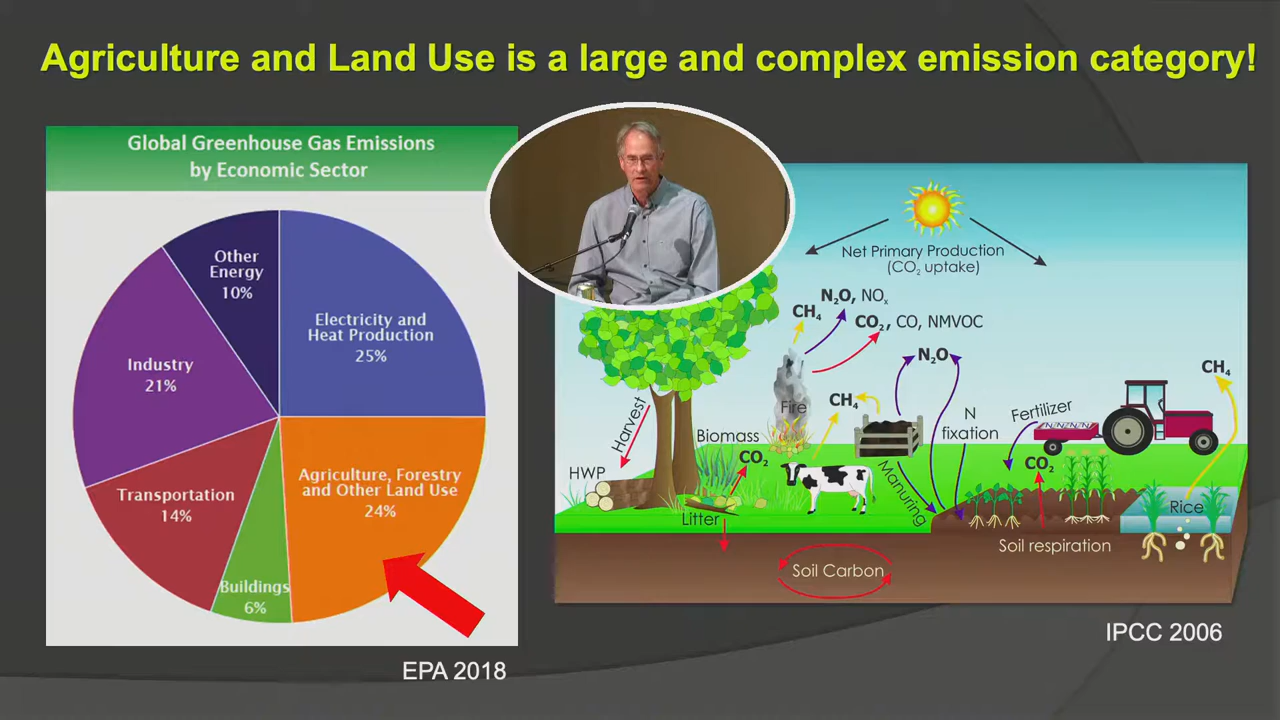 Agriculture and Land Use is a large and complex emission category!
Global Greenhouse Gas Emissions
by Economic Sector
Other
Energy
10%
Electricity and
Heat Production
25%
Industry
21%
Agriculture, Forestry
and Other Land Use
24%
Transportation
14%
Buildings
6%
EPA 2018
Net Primary Production
(CO₂ uptake)
N₂O, NOₓ
CH₄
CO₂, CO, NMVOC
N₂O
CH₄
Fire
CH₄
Harvest
Biomass
CO₂
HWP
Litter
Manuring
N
fixation
Fertilizer
CO₂
Rice
Soil respiration
Soil Carbon
IPCC 2006